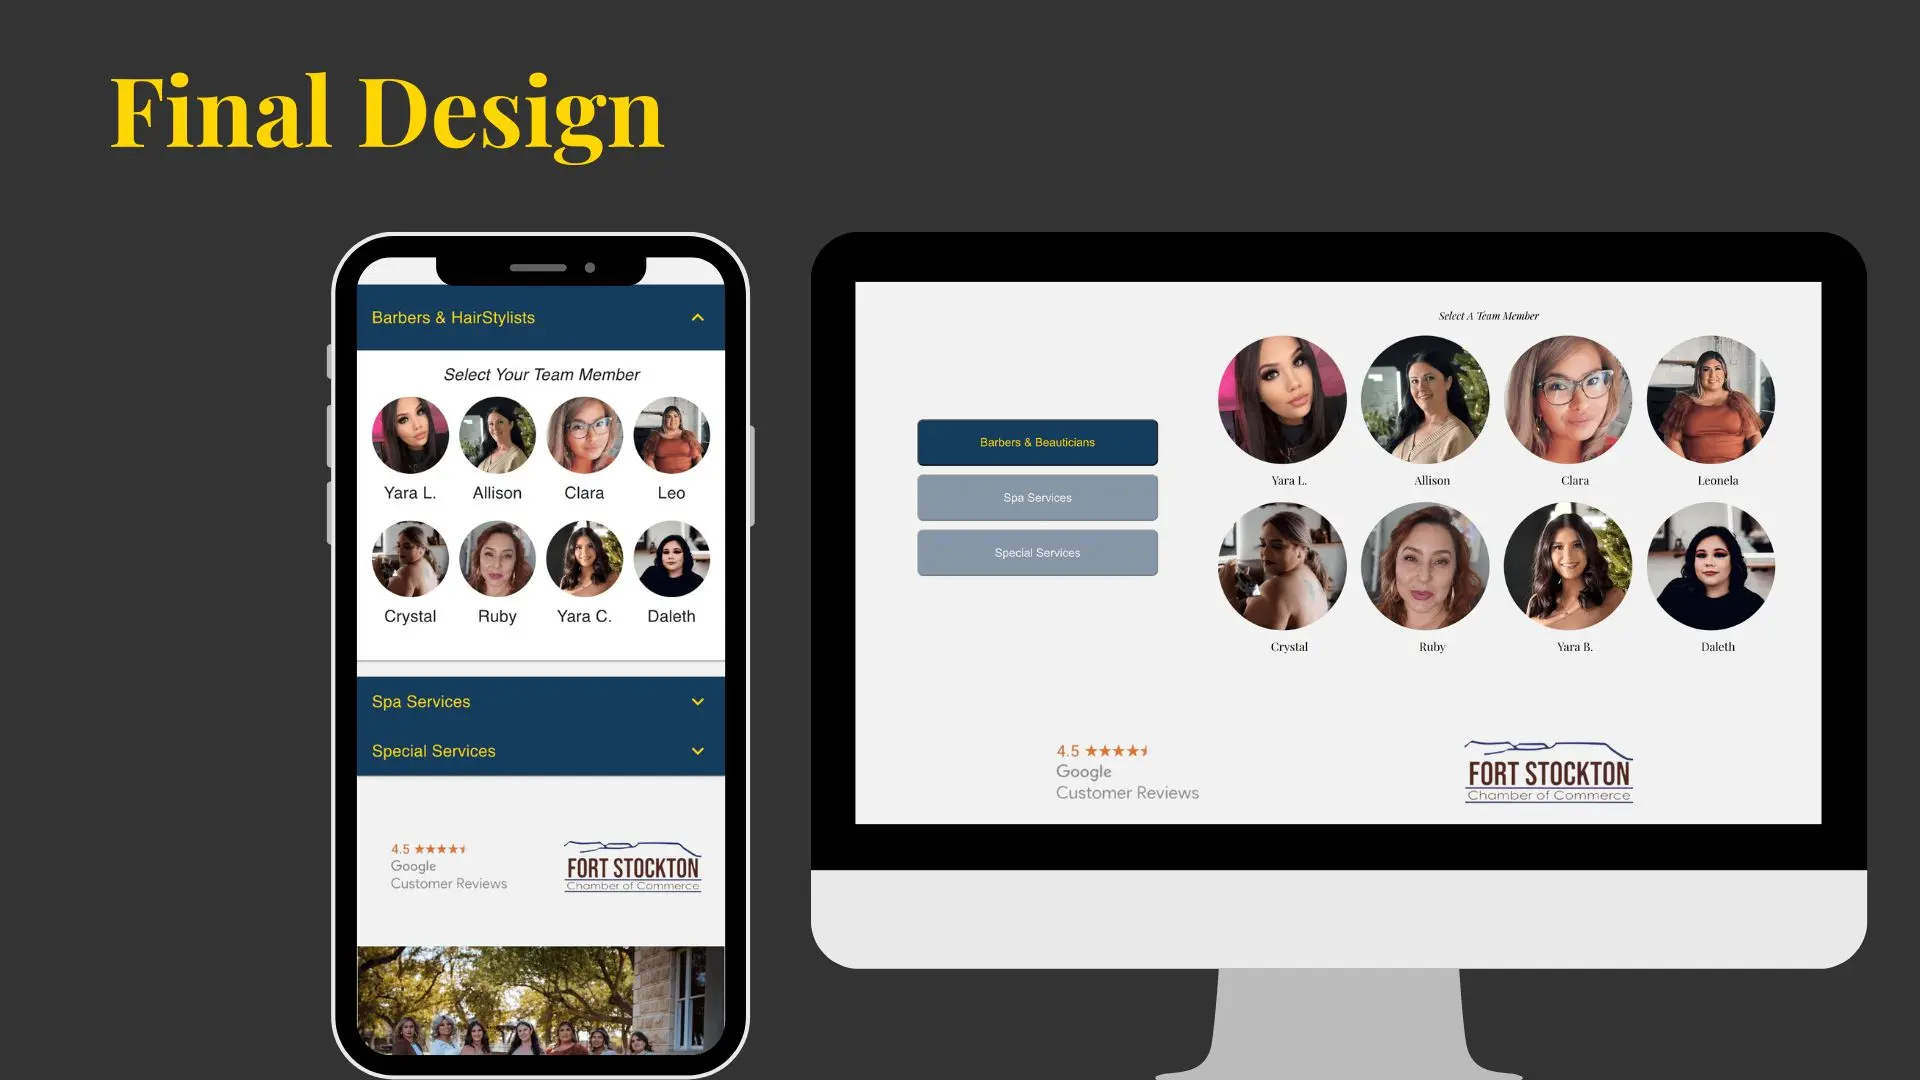 Final Design
Barbers & HairStylists
Select Your Team Member
Yara L. Allison Clara Leo
Crystal Ruby Yara C. Daleth
Spa Services
Special Services
4.5
Google
Customer Reviews
FORT STOCKTON
Chamber of Commerce
Select A Team Member
Barbers & Beauticians
Spa Services
Special Services
Yara L. Allison Clara Leonela
Crystal Ruby Yara B. Daleth
4.5
Google
Customer Reviews
FORT STOCKTON
Chamber of Commerce